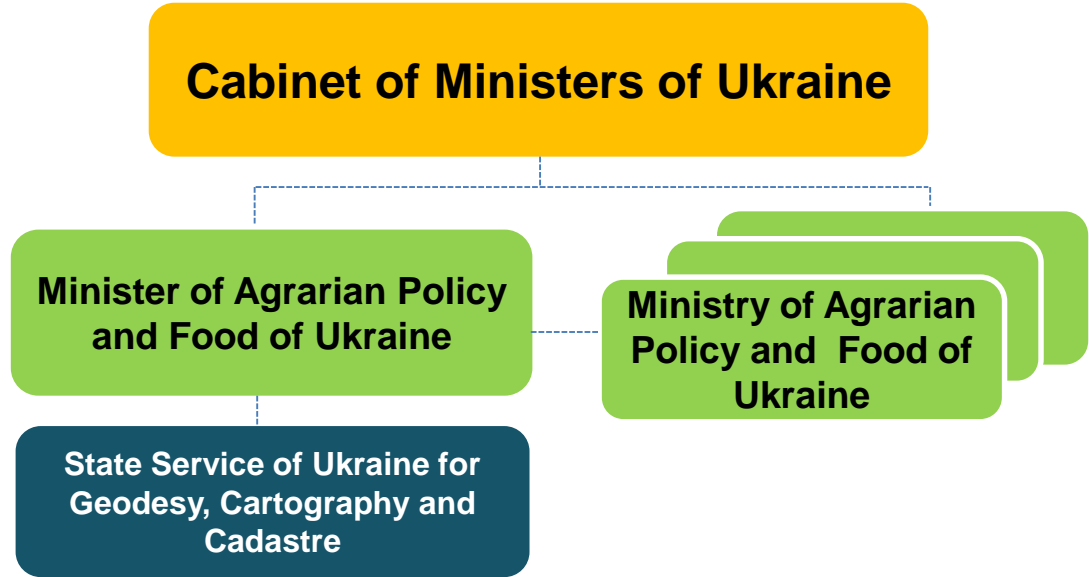 Cabinet of Ministers of Ukraine
Minister of Agrarian Policy
and Food of Ukraine
Ministry of Agrarian
Policy and  Food of
Ukraine
State Service of Ukraine for
Geodesy, Cartography and
Cadastre